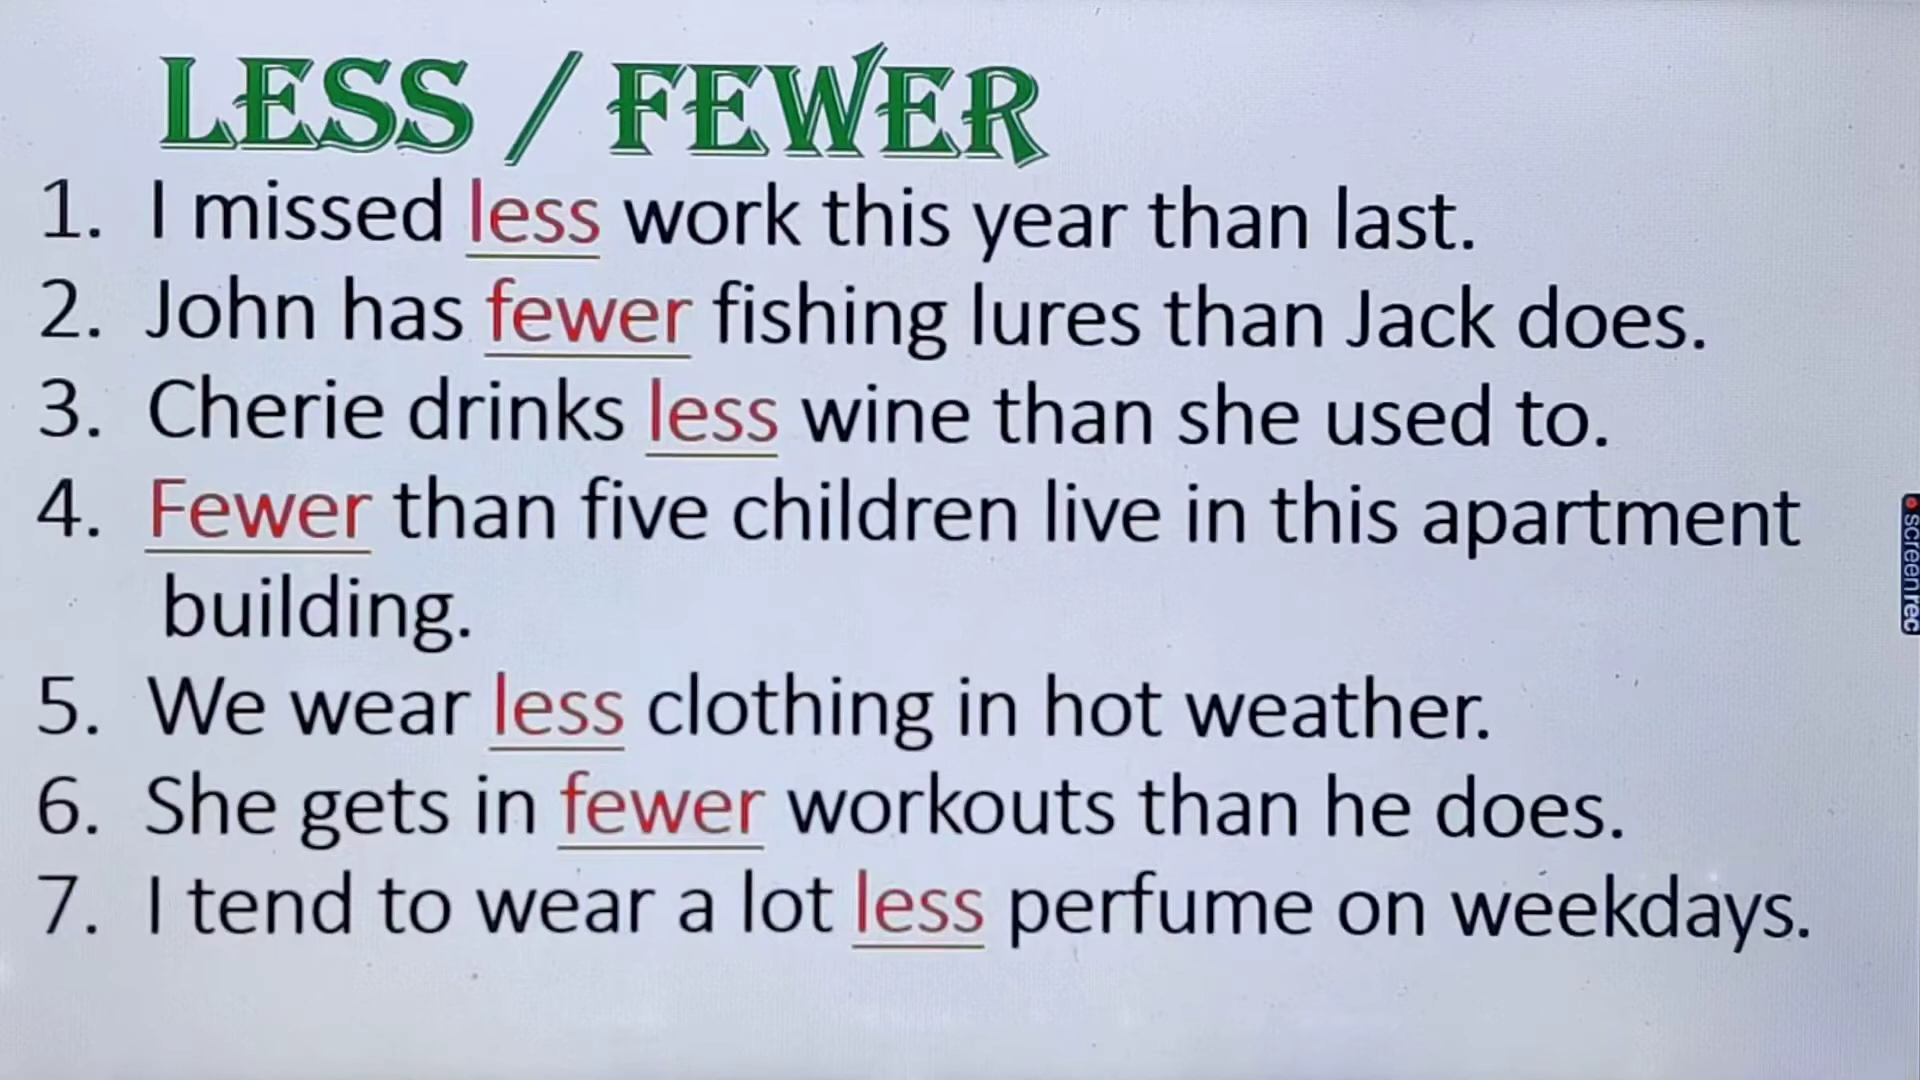 LESS / FEWER
1. I missed less work this year than last.
2. John has fewer fishing lures than Jack does.
3. Cherie drinks less wine than she used to.
4. Fewer than five children live in this apartment
building.
5. We wear less clothing in hot weather.
6. She gets in fewer workouts than he does.
7. I tend to wear a lot less perfume on weekdays.
screenrec